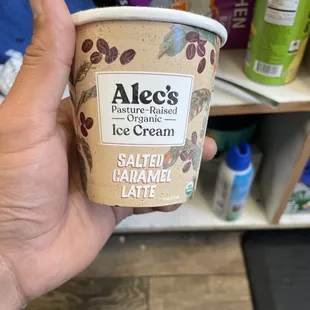 Alec's
Pasture-Raised
Organic
Ice Cream
SALTED
CARAMEL
LATTE